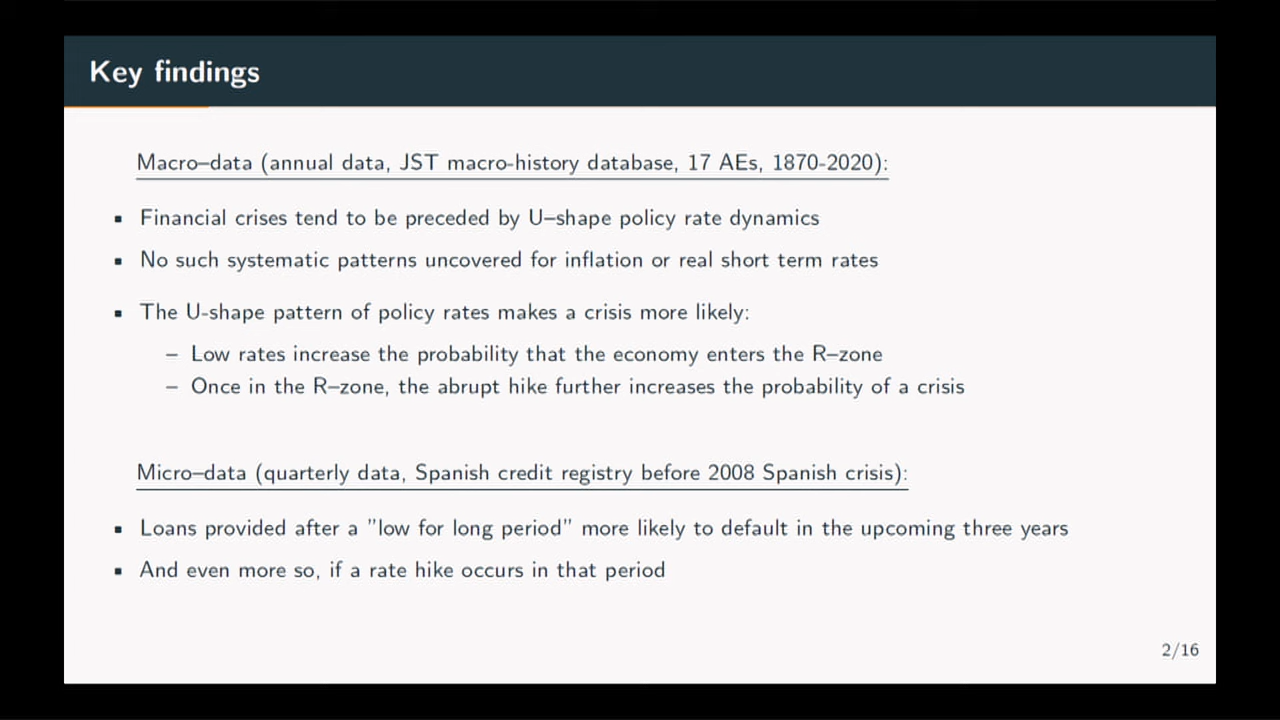 Key findings
Macro–data (annual data, JST macro-history database, 17 AEs, 1870-2020):
▪ Financial crises tend to be preceded by U–shape policy rate dynamics
▪ No such systematic patterns uncovered for inflation or real short term rates
▪ The U-shape pattern of policy rates makes a crisis more likely:
– Low rates increase the probability that the economy enters the R–zone
– Once in the R–zone, the abrupt hike further increases the probability of a crisis
Micro–data (quarterly data, Spanish credit registry before 2008 Spanish crisis):
▪ Loans provided after a ”low for long period” more likely to default in the upcoming three years
▪ And even more so, if a rate hike occurs in that period
2/16